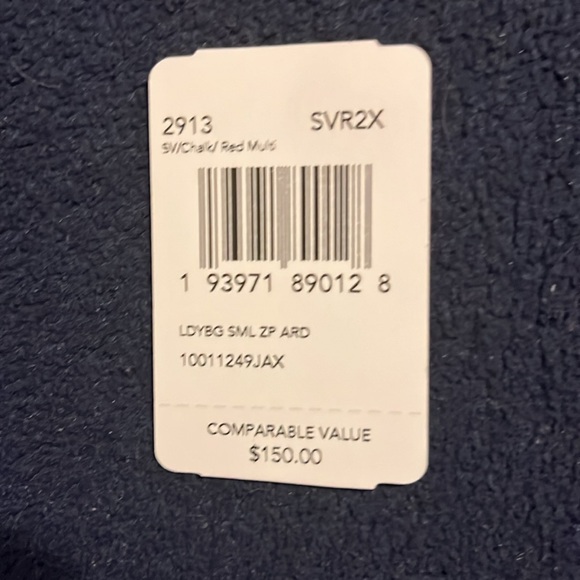 2913 SVR2X
SV/Chalk/ Red Multi
1 93971 89012 8
LDYBG SML ZP ARD
10011249JAX
COMPARABLE VALUE
$150.00